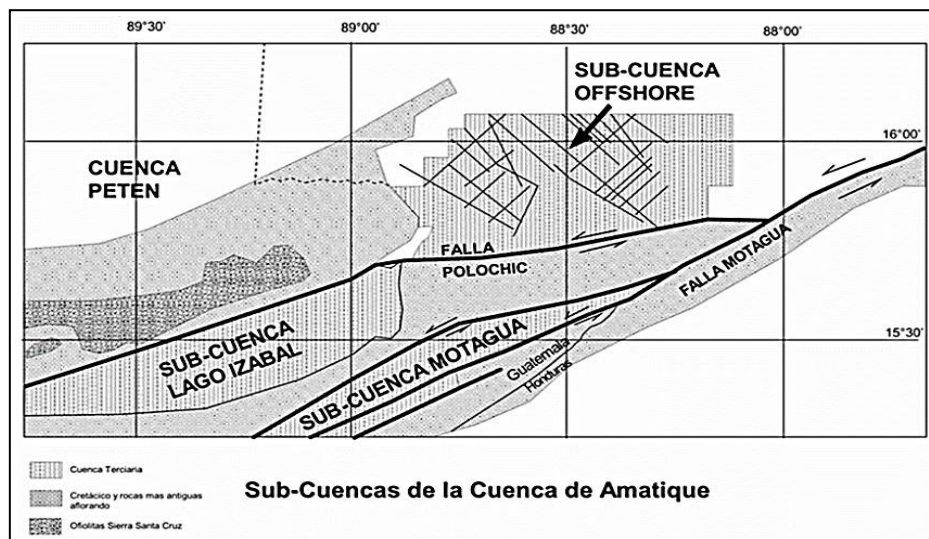 89°30'
89°00'
88°30'
88°00'
SUB-CUENCA
OFFSHORE
16°00'
CUENCA
PETÉN
FALLA
POLOCHIC
FALLA MOTAGUA
15°30'
SUB-CUENCA
LAGO IZABAL
SUB-CUENCA MOTAGUA
Guatemala
Honduras
Cuenca Terciaria
Cretácico y rocas mas antiguas
aflorando
Ofiolitas Sierra Santa Cruz
Sub-Cuencas de la Cuenca de Amatique